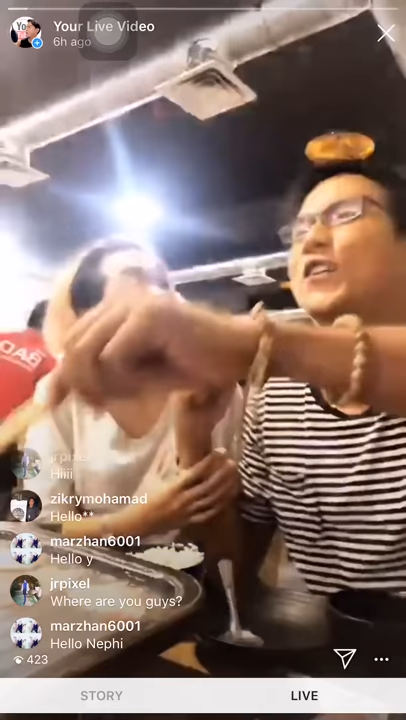 Your Live Video
6h ago
jrpixel
Hiiii
zikrymohamad
Hello**
marzhan6001
Hello y
jrpixel
Where are you guys?
marzhan6001
Hello Nephi
423
STORY
LIVE